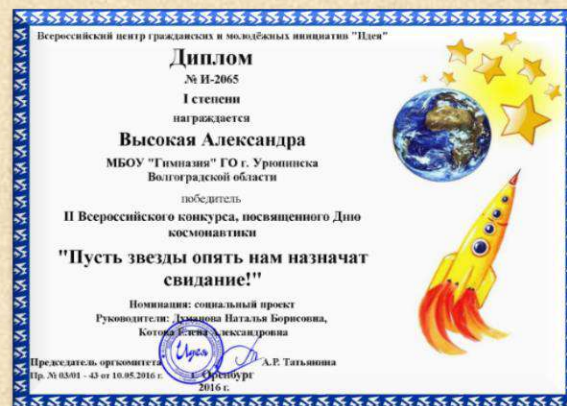 Всероссийский центр гражданских и молодёжных инициатив "Идея"
Диплом
№ И-2065
I степени
награждается
Высокая Александра
МБОУ "Гимназия" ГО г. Урюпинска
Волгоградской области
победитель
II Всероссийского конкурса, посвященного Дню
космонавтики
"Пусть звезды опять нам назначат
свидание!"
Номинация: социальный проект
Руководители: Думанова Наталья Борисовна,
Котова Елена Александровна
Председатель оргкомитета А.Р. Татьянина
Пр. № 03/01 - 43 от 10.05.2016 г. г. Оренбург
2016 г.
Идея